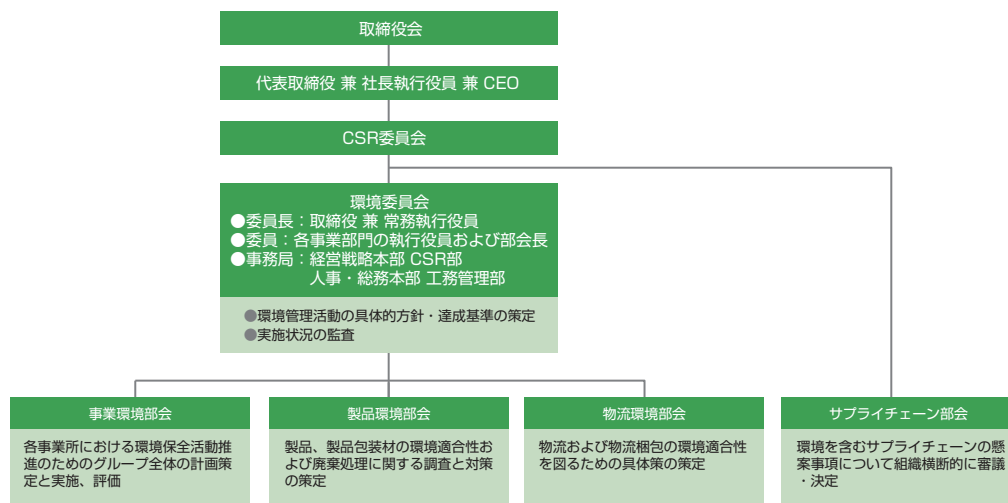 取締役会
代表取締役 兼 社長執行役員 兼 CEO
CSR委員会
環境委員会
●委員長：取締役 兼 常務執行役員
●委員：各事業部門の執行役員および部会長
●事務局：経営戦略本部 CSR部
人事・総務本部 工務管理部
●環境管理活動の具体的方針・達成基準の策定
●実施状況の監査
事業環境部会
各事業所における環境保全活動推
進のためのグループ全体の計画策
定と実施、評価
製品環境部会
製品、製品包装材の環境適合性お
よび廃棄処理に関する調査と対策
の策定
物流環境部会
物流および物流梱包の環境適合性
を図るための具体策の策定
サプライチェーン部会
環境を含むサプライチェーンの懸
案事項について組織横断的に審議
・決定